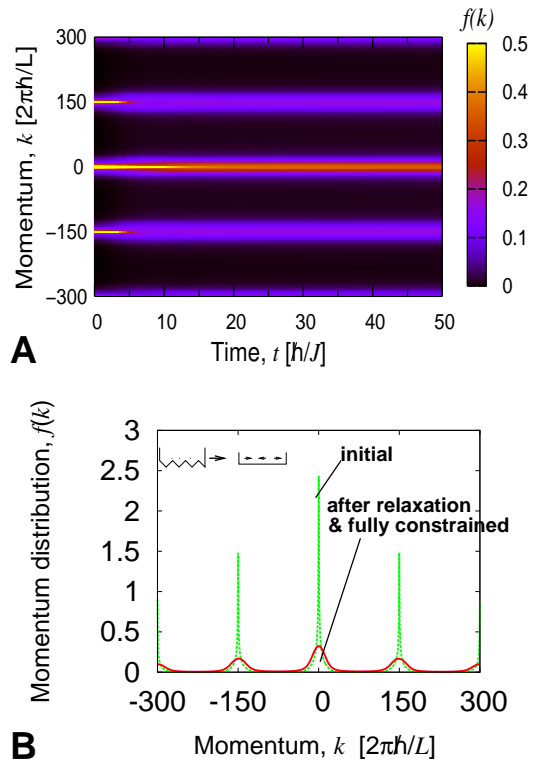 f(k)
Momentum, k [2πħ/L]
300
150
0
−150
−300
0
10
20
30
40
50
Time, t [ħ/J]
0.5
0.4
0.3
0.2
0.1
0
A
Momentum distribution, f(k)
3
2.5
2
1.5
1
0.5
0
initial
after relaxation
& fully constrained
-300
-150
0
150
300
Momentum, k [2πħ/L]
B